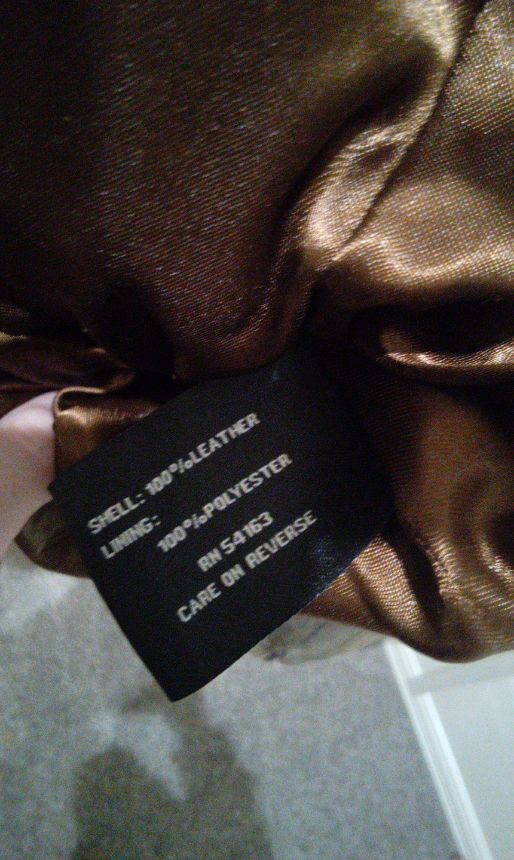 SHELL: 100%LEATHER
LINING:
100%POLYESTER
RN 54163
CARE ON REVERSE